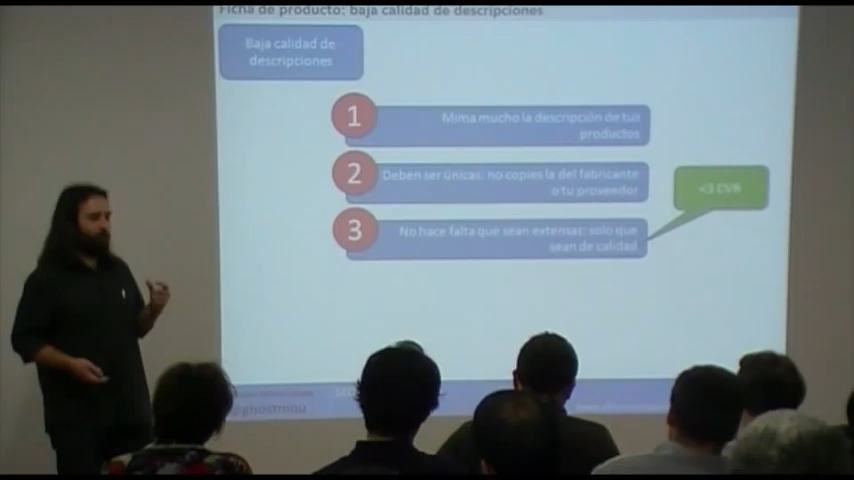 Ficha de producto: baja calidad de descripciones
Baja calidad de
descripciones
1
Mima mucho la descripción de tus
productos
2
Deben ser únicas: no copies la del fabricante
o tu proveedor
3
No hace falta que sean extensas: solo que
sean de calidad
<3 CVB
@ghostmou